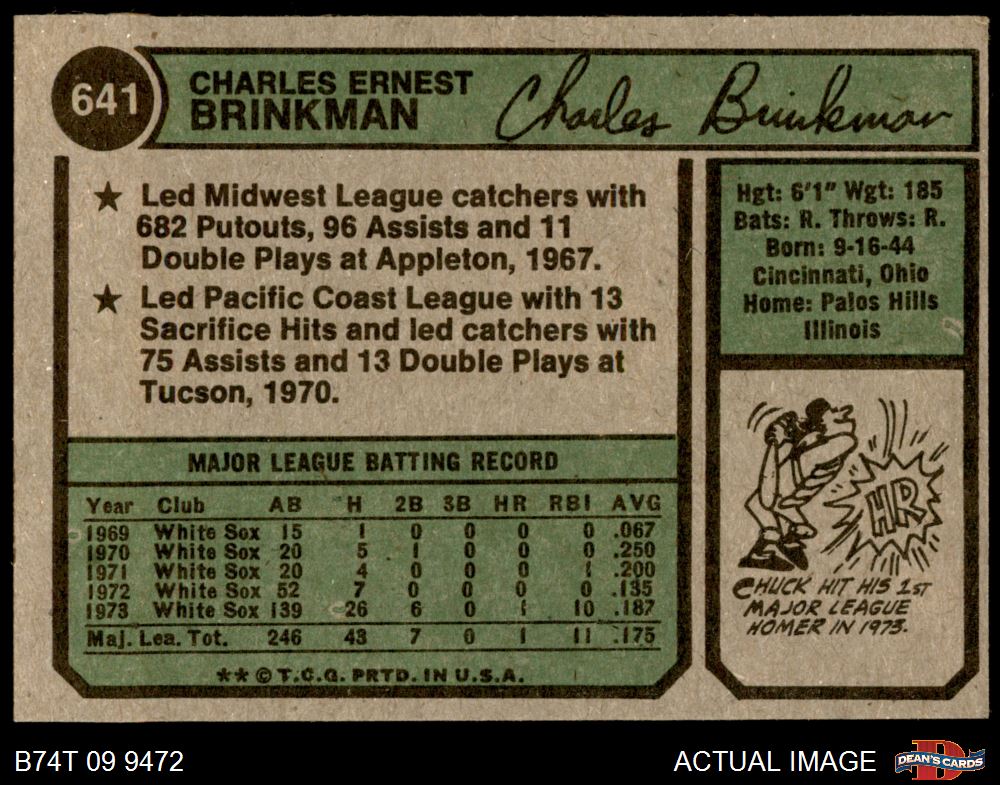 641
CHARLES ERNEST
BRINKMAN
Charles Brinkman
★ Led Midwest League catchers with
682 Putouts, 96 Assists and 11
Double Plays at Appleton, 1967.
★ Led Pacific Coast League with 13
Sacrifice Hits and led catchers with
75 Assists and 13 Double Plays at
Tucson, 1970.
Hgt: 6'1" Wgt: 185
Bats: R. Throws: R.
Born: 9-16-44
Cincinnati, Ohio
Home: Palos Hills
Illinois
MAJOR LEAGUE BATTING RECORD
Year Club AB H 2B 3B HR RBI AVG
1969 White Sox 15 1 0 0 0 0 .067
1970 White Sox 20 5 1 0 0 0 .250
1971 White Sox 20 4 0 0 0 1 .200
1972 White Sox 52 7 0 0 0 0 .135
1973 White Sox 139 26 6 0 1 10 .187
Maj. Lea. Tot. 246 43 7 0 1 11 .175
** © T.C.G. PRTD. IN U.S.A.
HR
CHUCK HIT HIS 1ST
MAJOR LEAGUE
HOMER IN 1973.
B74T 09 9472
ACTUAL IMAGE
DEAN'S CARDS